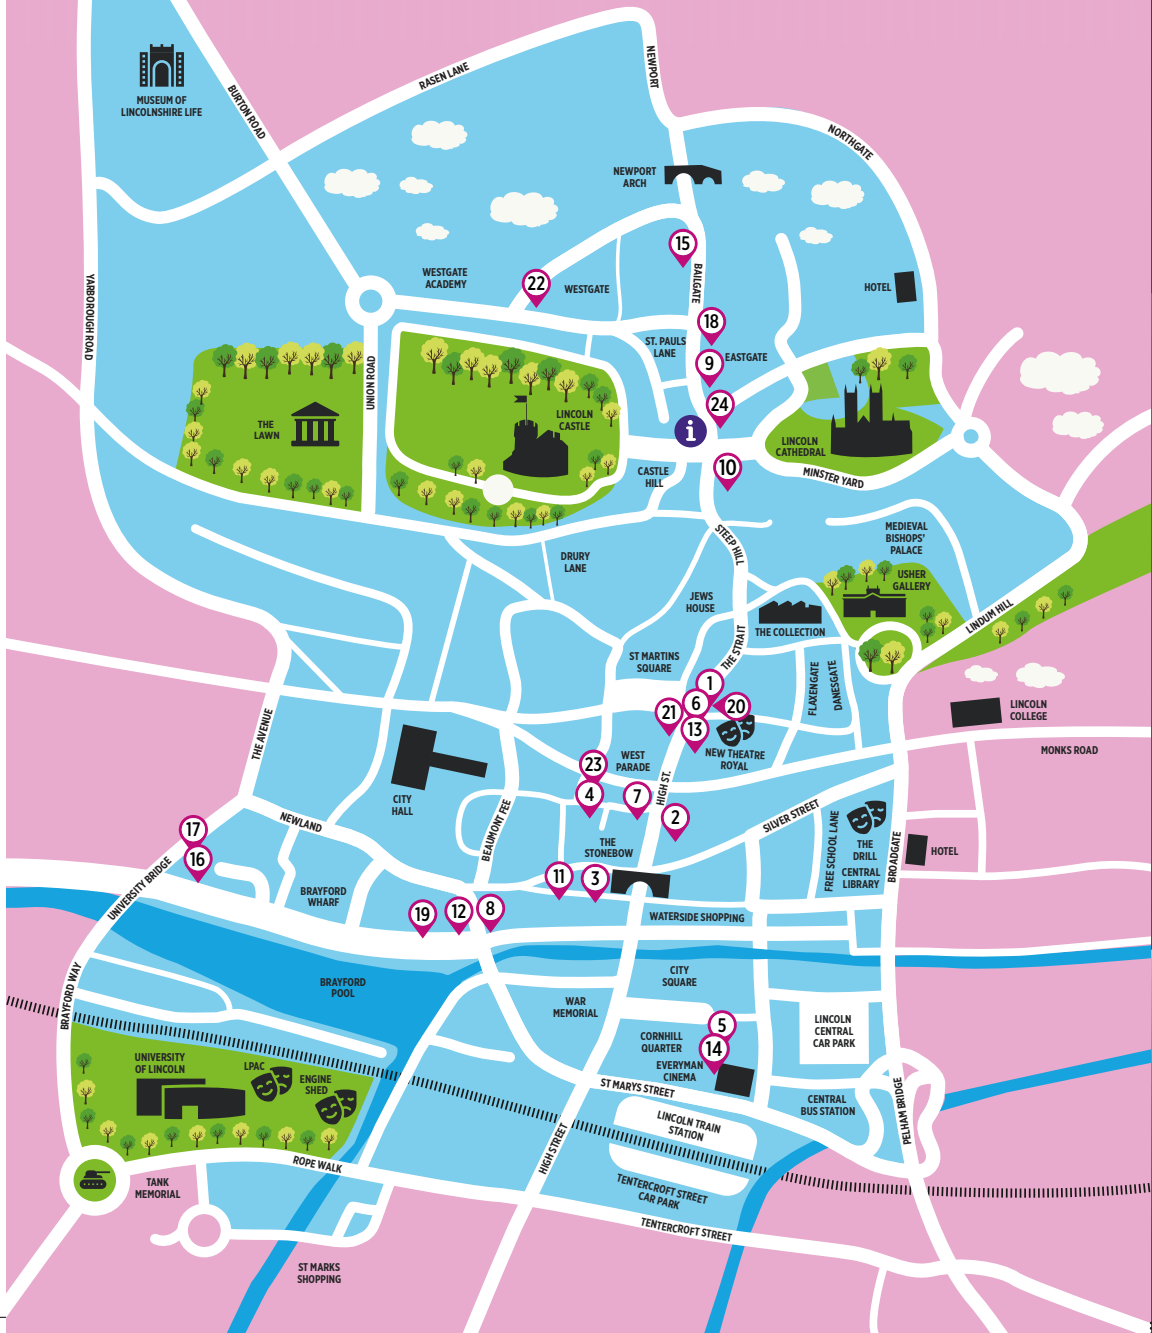 RASEN LANE
NEWPORT
MUSEUM OF
LINCOLNSHIRE LIFE
BURTON ROAD
NORTHGATE
NEWPORT
ARCH
15
YARBOROUGH ROAD
WESTGATE
ACADEMY
22
WESTGATE
BAILGATE
HOTEL
18
ST. PAULS
LANE
9
EASTGATE
UNION ROAD
24
THE
LAWN
LINCOLN
CASTLE
i
LINCOLN
CATHEDRAL
CASTLE
HILL
10
MINSTER YARD
STEEP HILL
MEDIEVAL
BISHOPS'
PALACE
DRURY
LANE
USHER
GALLERY
JEWS
HOUSE
THE COLLECTION
LINDUM HILL
THE STRAIT
ST MARTINS
SQUARE
FLAXENGATE
DANESGATE
1
6
20
21
13
LINCOLN
COLLEGE
THE AVENUE
NEW THEATRE
ROYAL
MONKS ROAD
WEST
PARADE
23
CITY
HALL
4
7
HIGH ST.
2
BEAUMONT FEE
NEWLAND
SILVER STREET
17
16
THE
STONEBOW
FREE SCHOOL LANE
THE
DRILL
CENTRAL
LIBRARY
BROADGATE
HOTEL
UNIVERSITY BRIDGE
BRAYFORD
WHARF
11
3
19
12
8
WATERSIDE SHOPPING
BRAYFORD WAY
BRAYFORD
POOL
CITY
SQUARE
WAR
MEMORIAL
5
CORNHILL
QUARTER
14
LINCOLN
CENTRAL
CAR PARK
EVERYMAN
CINEMA
UNIVERSITY
OF LINCOLN
LPAC
ENGINE
SHED
ST MARYS STREET
CENTRAL
BUS STATION
PELHAM BRIDGE
LINCOLN TRAIN
STATION
HIGH STREET
ROPE WALK
TANK
MEMORIAL
TENTERCROFT STREET
CAR PARK
TENTERCROFT STREET
ST MARKS
SHOPPING